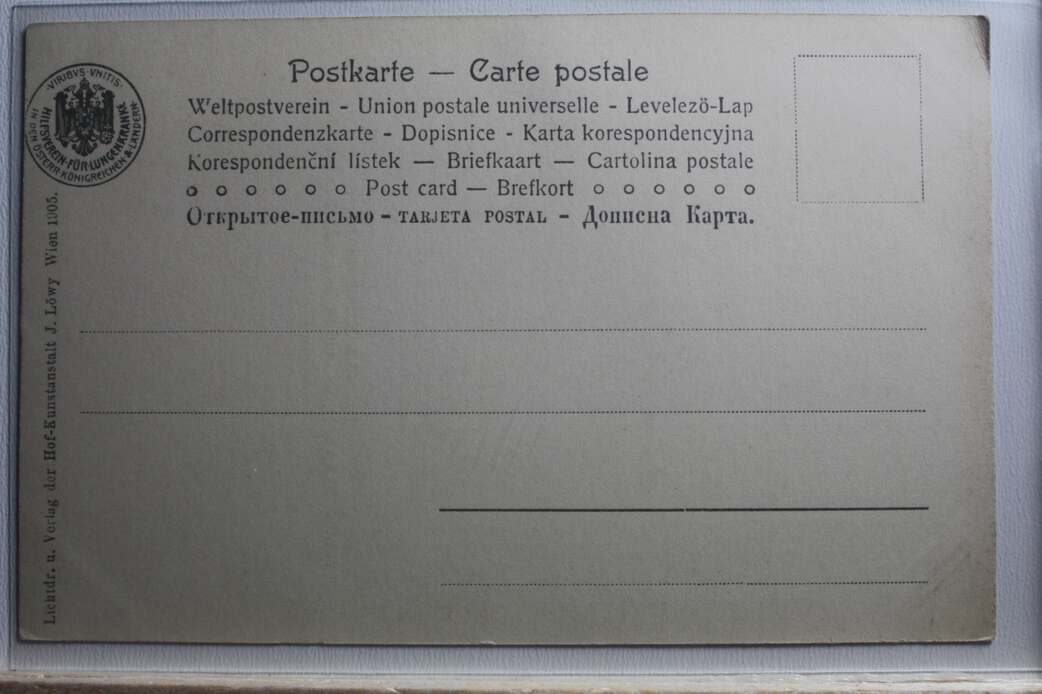 Postkarte — Carte postale
Weltpostverein - Union postale universelle - Levelezö-Lap
Correspondenzkarte - Dopisnice - Karta korespondencyjna
Korespondenční lístek — Briefkaart — Cartolina postale
Post card — Brefkort
Открытое-письмо - TARJETA POSTAL - Дописна Карта.
·VIRIBVS·VNITIS·
HILFSVEREIN·FÜR·LUNGENKRANKE
IN DEN ÖSTERR·KÖNIGREICHEN & LÄNDERN
Lichtdr. u. Verlag der Hof-Kunstanstalt J. Löwy Wien 1905.